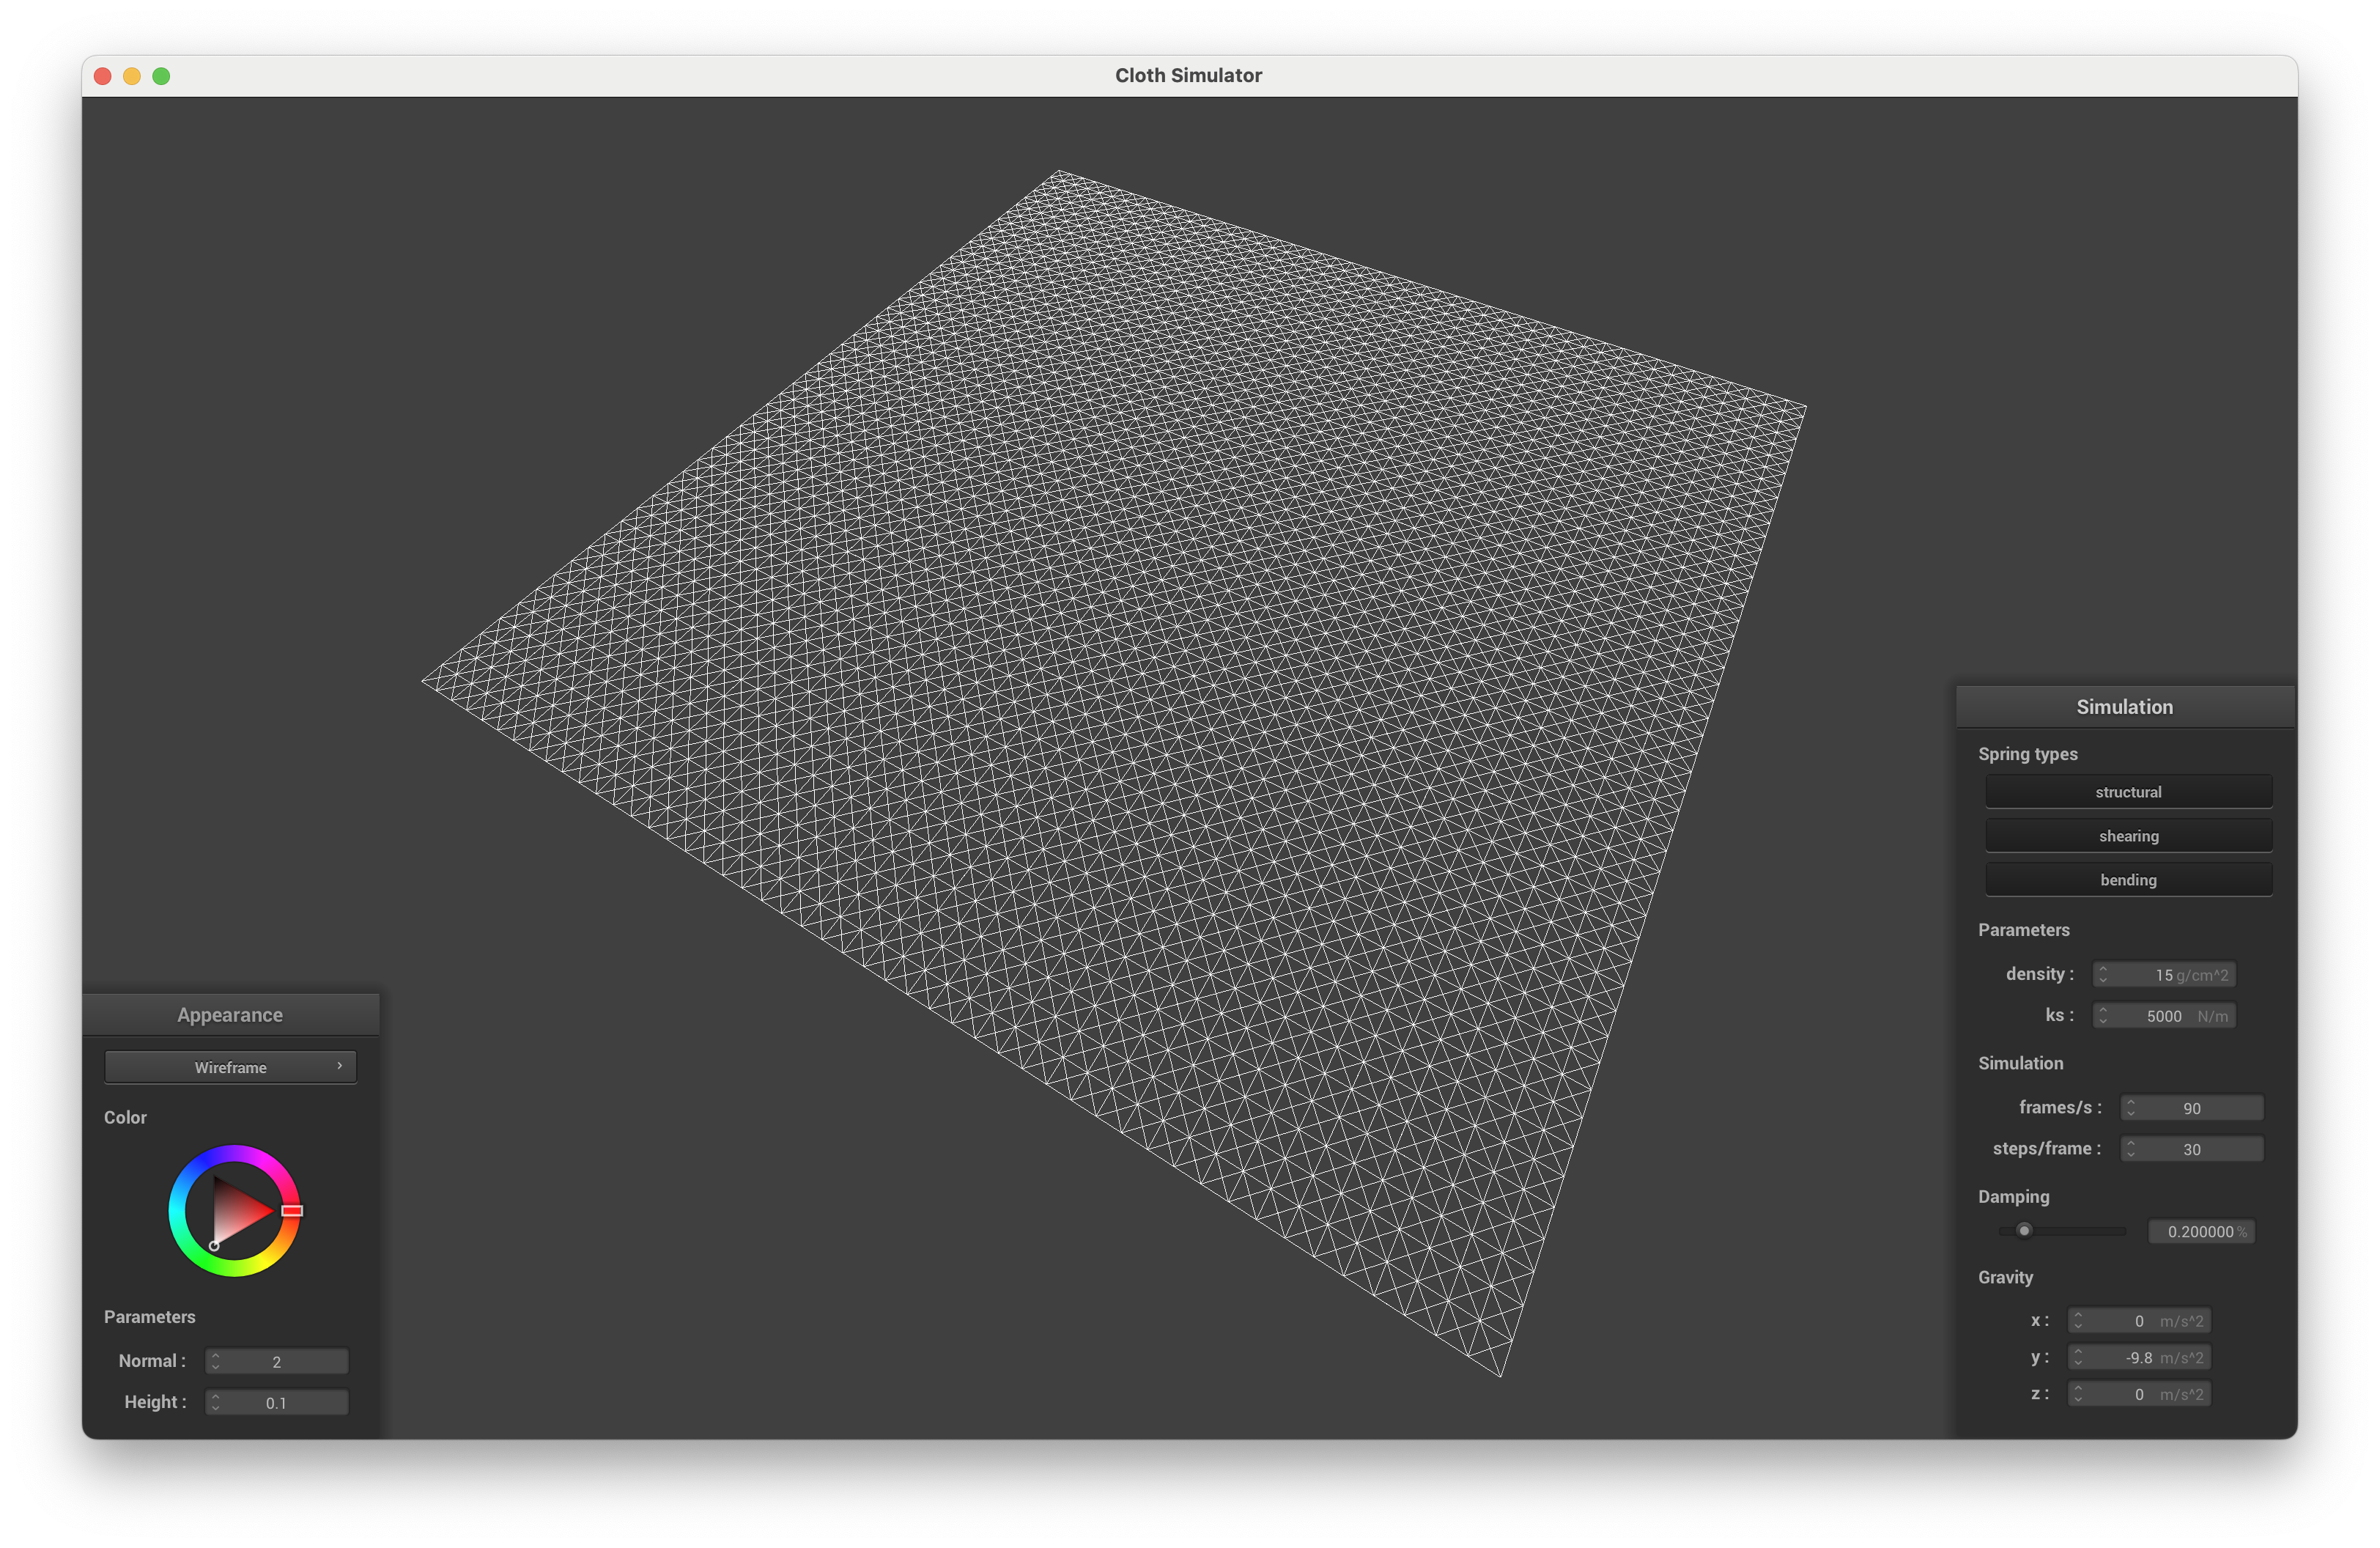 Cloth Simulator
Simulation
Spring types
structural
shearing
bending
Parameters
density : 15 g/cm^2
ks : 5000 N/m
Simulation
frames/s : 90
steps/frame : 30
Damping
0.200000 %
Gravity
x : 0 m/s^2
y : -9.8 m/s^2
z : 0 m/s^2
Appearance
Wireframe
Color
Parameters
Normal : 2
Height : 0.1